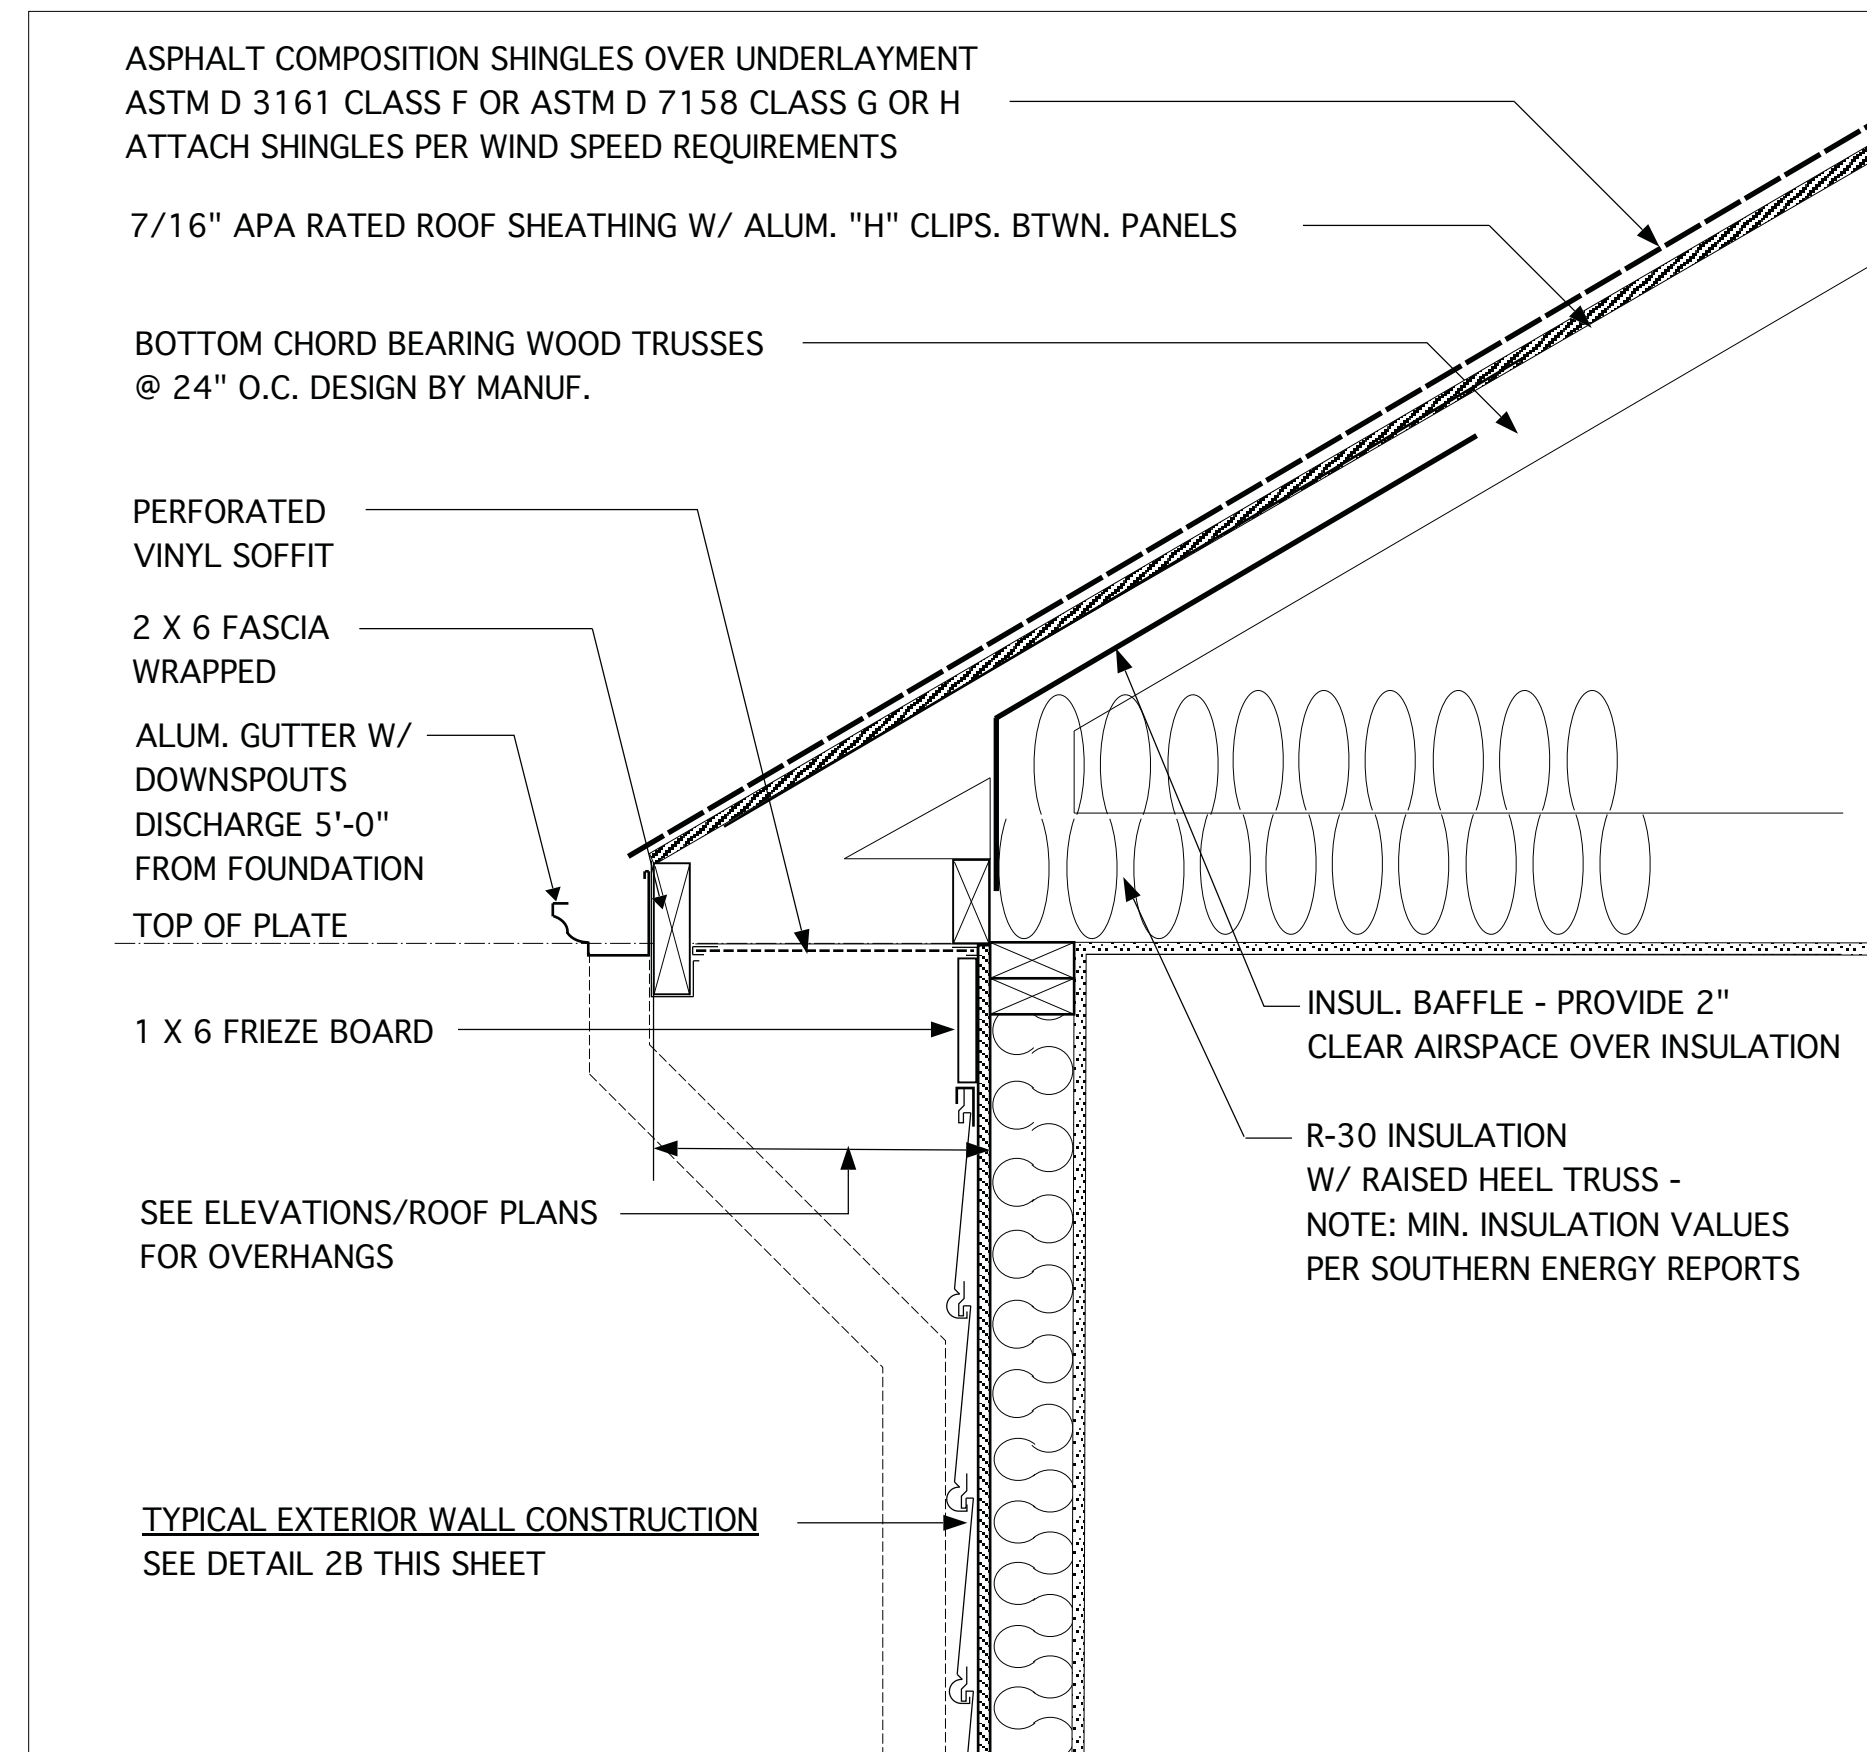 ASPHALT COMPOSITION SHINGLES OVER UNDERLAYMENT
ASTM D 3161 CLASS F OR ASTM D 7158 CLASS G OR H
ATTACH SHINGLES PER WIND SPEED REQUIREMENTS
7/16" APA RATED ROOF SHEATHING W/ ALUM. "H" CLIPS. BTWN. PANELS
BOTTOM CHORD BEARING WOOD TRUSSES
@ 24" O.C. DESIGN BY MANUF.
PERFORATED
VINYL SOFFIT
2 X 6 FASCIA
WRAPPED
ALUM. GUTTER W/
DOWNSPOUTS
DISCHARGE 5'-0"
FROM FOUNDATION
TOP OF PLATE
1 X 6 FRIEZE BOARD
SEE ELEVATIONS/ROOF PLANS
FOR OVERHANGS
TYPICAL EXTERIOR WALL CONSTRUCTION
SEE DETAIL 2B THIS SHEET
INSUL. BAFFLE - PROVIDE 2"
CLEAR AIRSPACE OVER INSULATION
R-30 INSULATION
W/ RAISED HEEL TRUSS -
NOTE: MIN. INSULATION VALUES
PER SOUTHERN ENERGY REPORTS